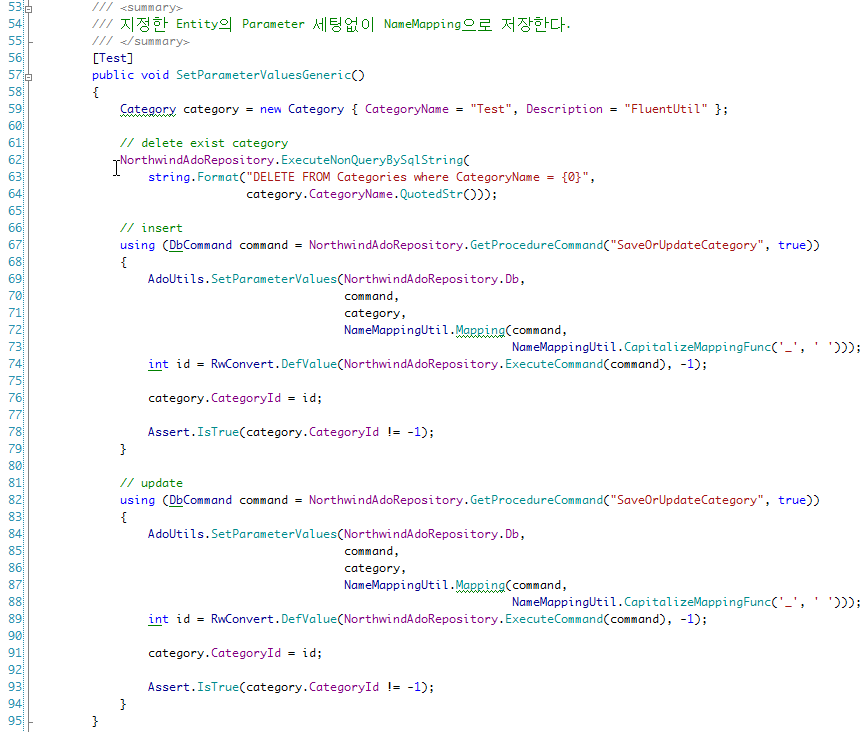 53 /// <summary>
54 /// 지정한 Entity의 Parameter 세팅없이 NameMapping으로 저장한다.
55 /// </summary>
56 [Test]
57 public void SetParameterValuesGeneric()
58 {
59 Category category = new Category { CategoryName = "Test", Description = "FluentUtil" };
60
61 // delete exist category
62 NorthwindAdoRepository.ExecuteNonQueryBySqlString(
63 string.Format("DELETE FROM Categories where CategoryName = {0}",
64 category.CategoryName.QuotedStr()));
65
66 // insert
67 using (DbCommand command = NorthwindAdoRepository.GetProcedureCommand("SaveOrUpdateCategory", true))
68 {
69 AdoUtils.SetParameterValues(NorthwindAdoRepository.Db,
70 command,
71 category,
72 NameMappingUtil.Mapping(command,
73 NameMappingUtil.CapitalizeMappingFunc('_', ' ')));
74 int id = RwConvert.DefValue(NorthwindAdoRepository.ExecuteCommand(command), -1);
75
76 category.CategoryId = id;
77
78 Assert.IsTrue(category.CategoryId != -1);
79 }
80
81 // update
82 using (DbCommand command = NorthwindAdoRepository.GetProcedureCommand("SaveOrUpdateCategory", true))
83 {
84 AdoUtils.SetParameterValues(NorthwindAdoRepository.Db,
85 command,
86 category,
87 NameMappingUtil.Mapping(command,
88 NameMappingUtil.CapitalizeMappingFunc('_', ' ')));
89 int id = RwConvert.DefValue(NorthwindAdoRepository.ExecuteCommand(command), -1);
90
91 category.CategoryId = id;
92
93 Assert.IsTrue(category.CategoryId != -1);
94 }
95 }